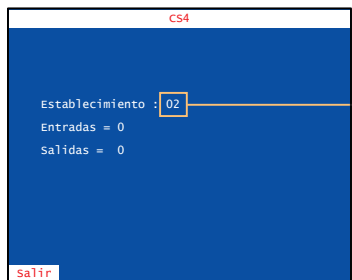 CS4
Establecimiento : 02
Entradas = 0
Salidas = 0
Salir